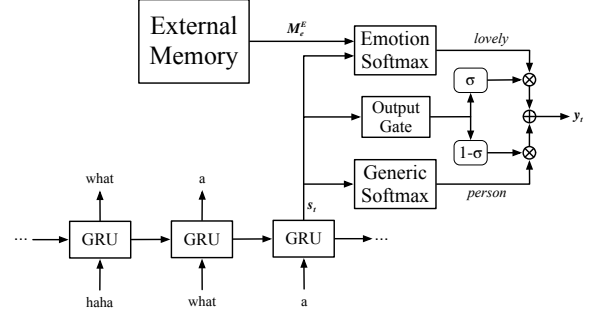 External
Memory
M_e^E
Emotion
Softmax
lovely
σ
Output
Gate
y_t
1-σ
Generic
Softmax
person
s_t
what
a
...
GRU
GRU
GRU
...
haha
what
a